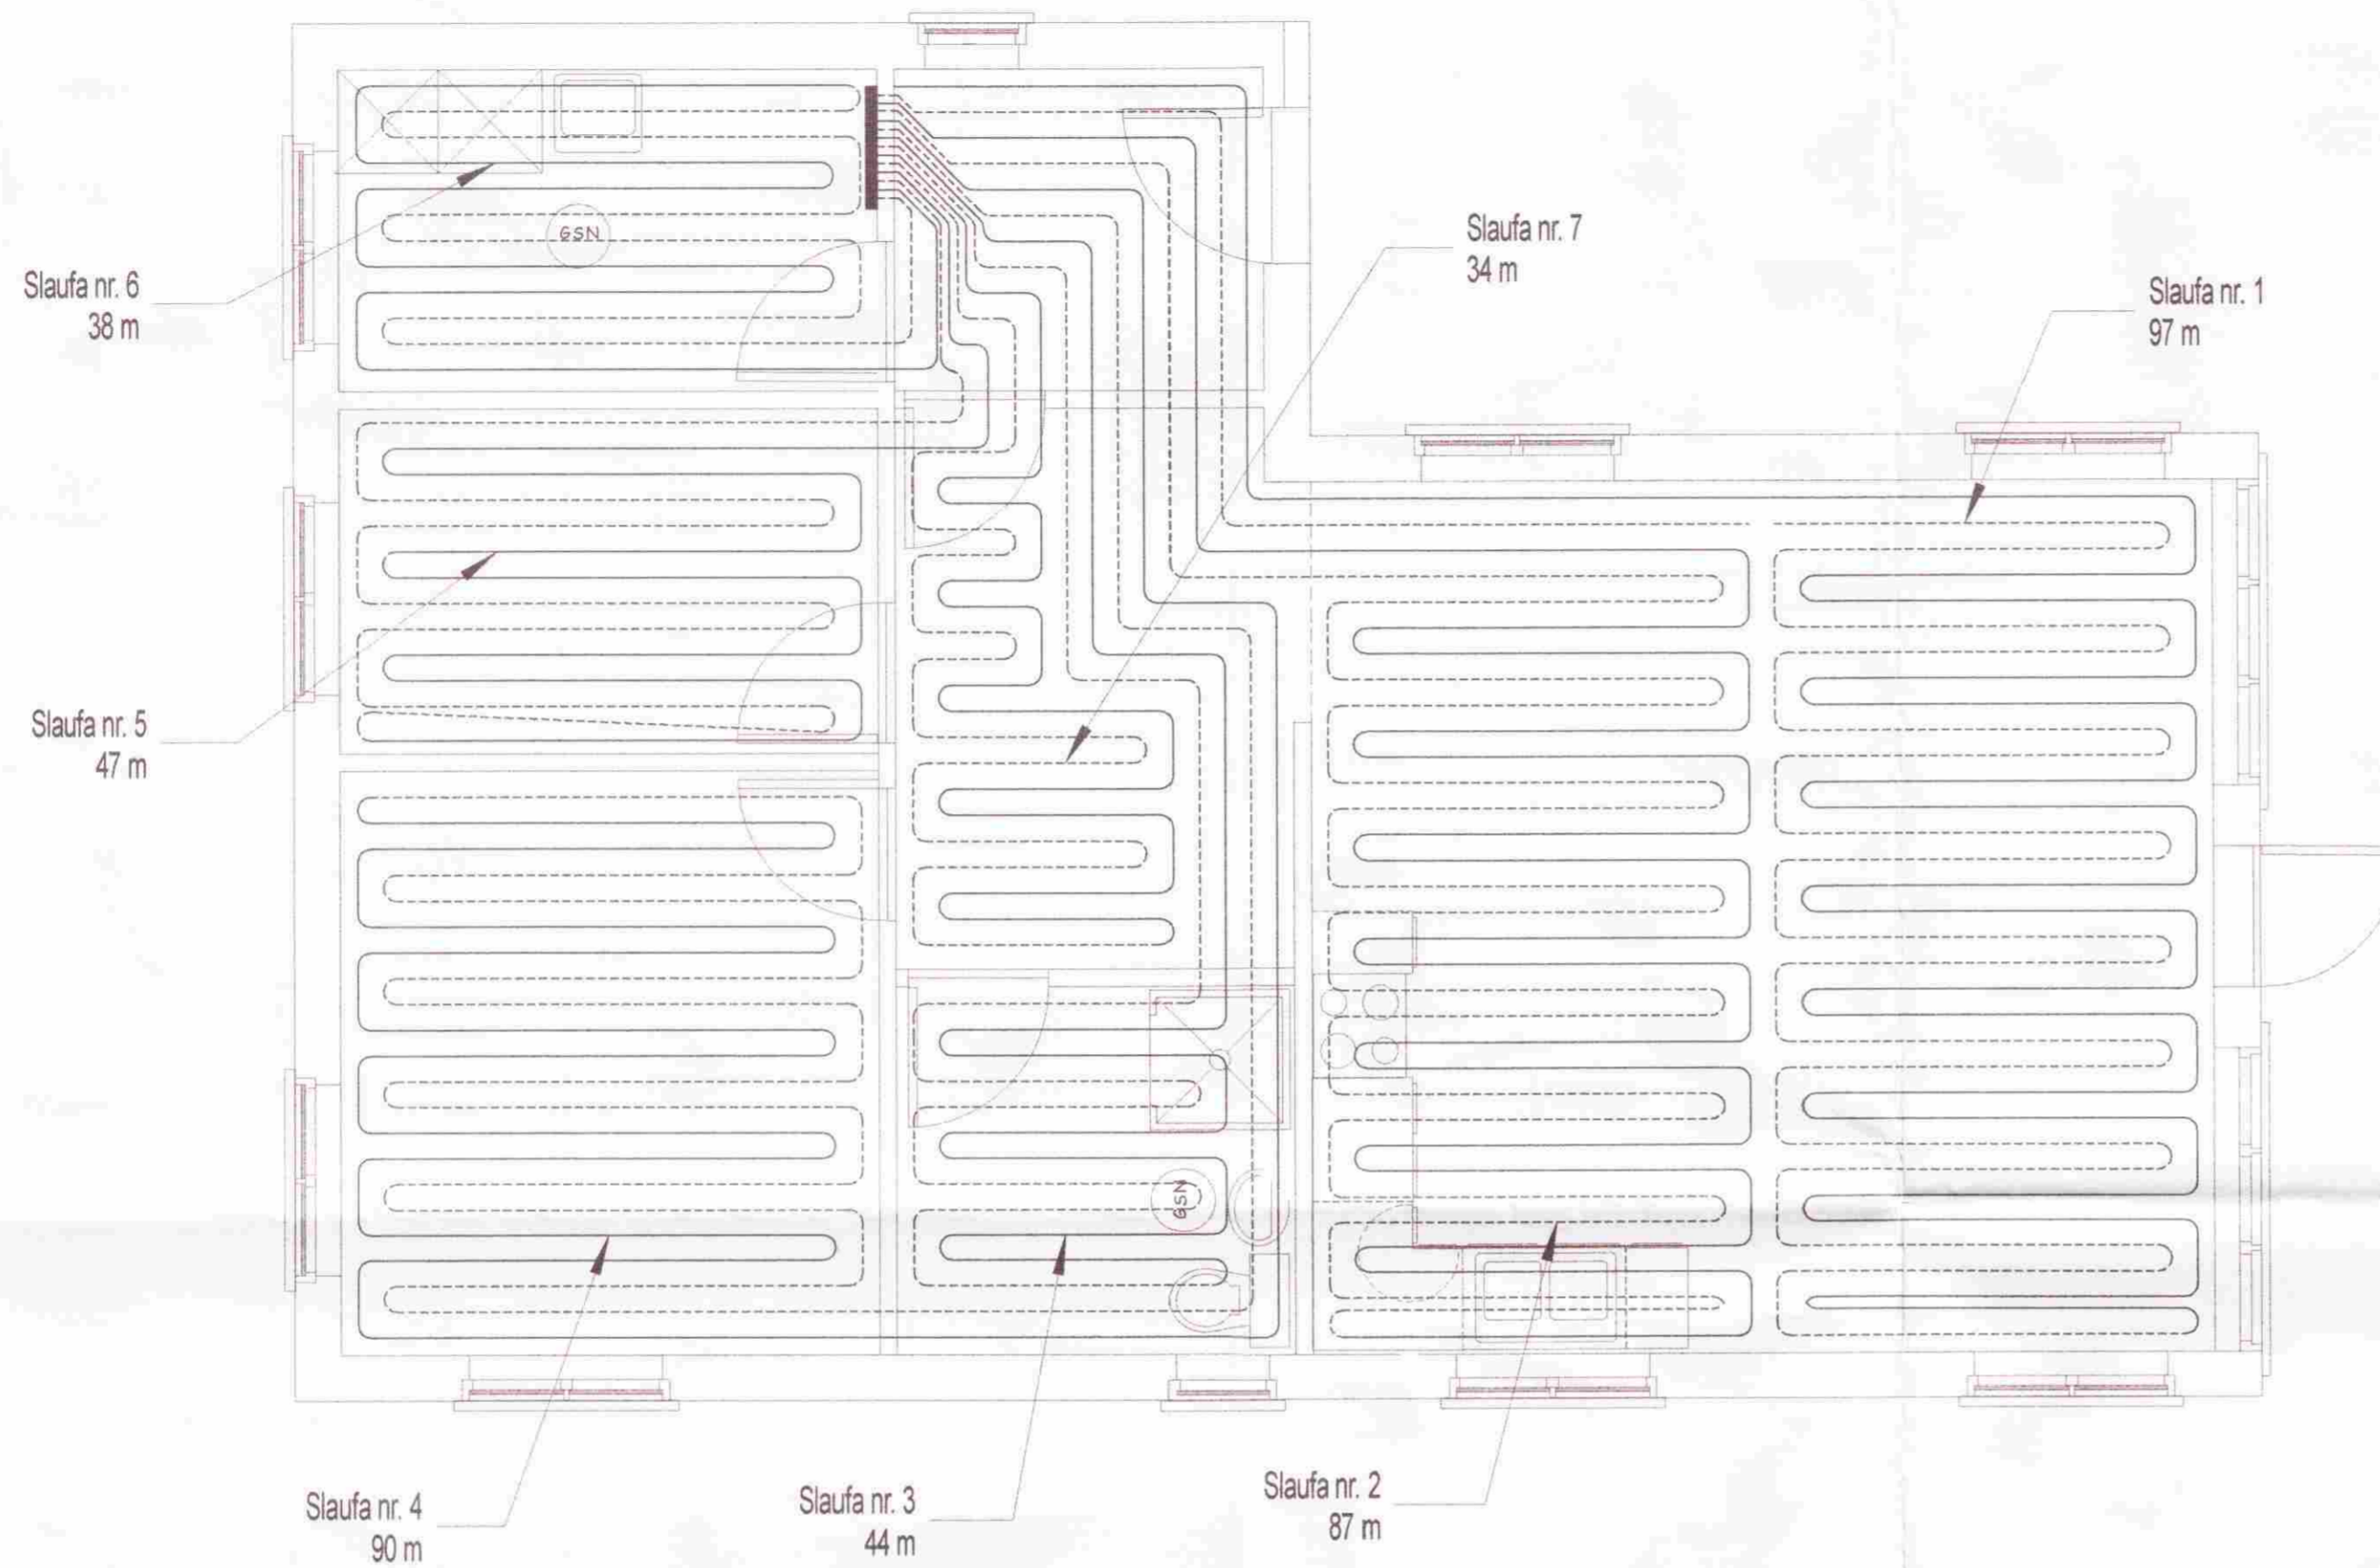 Slaufa nr. 7
34 m
GSN
Slaufa nr. 6
38 m
Slaufa nr. 1
97 m
Slaufa nr. 5
47 m
GSN
Slaufa nr. 4
90 m
Slaufa nr. 3
44 m
Slaufa nr. 2
87 m